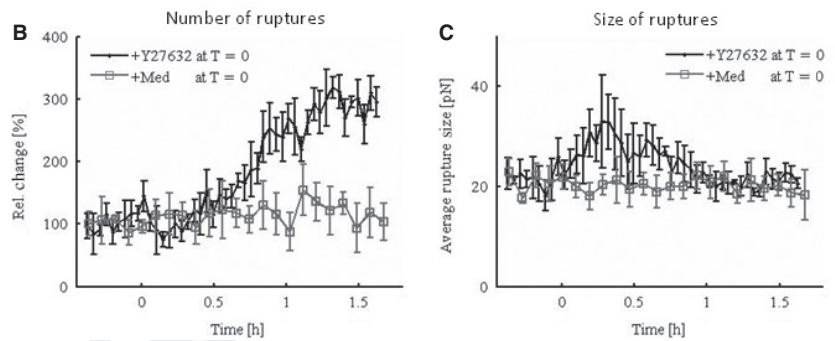 B
Number of ruptures
400
300
200
100
0
Rel. change [%]
+Y27632 at T = 0
+Med at T = 0
0
0.5
1
1.5
Time [h]
C
Size of ruptures
40
20
0
Average rupture size [pN]
+Y27632 at T = 0
+Med at T = 0
0
0.5
1
1.5
Time [h]